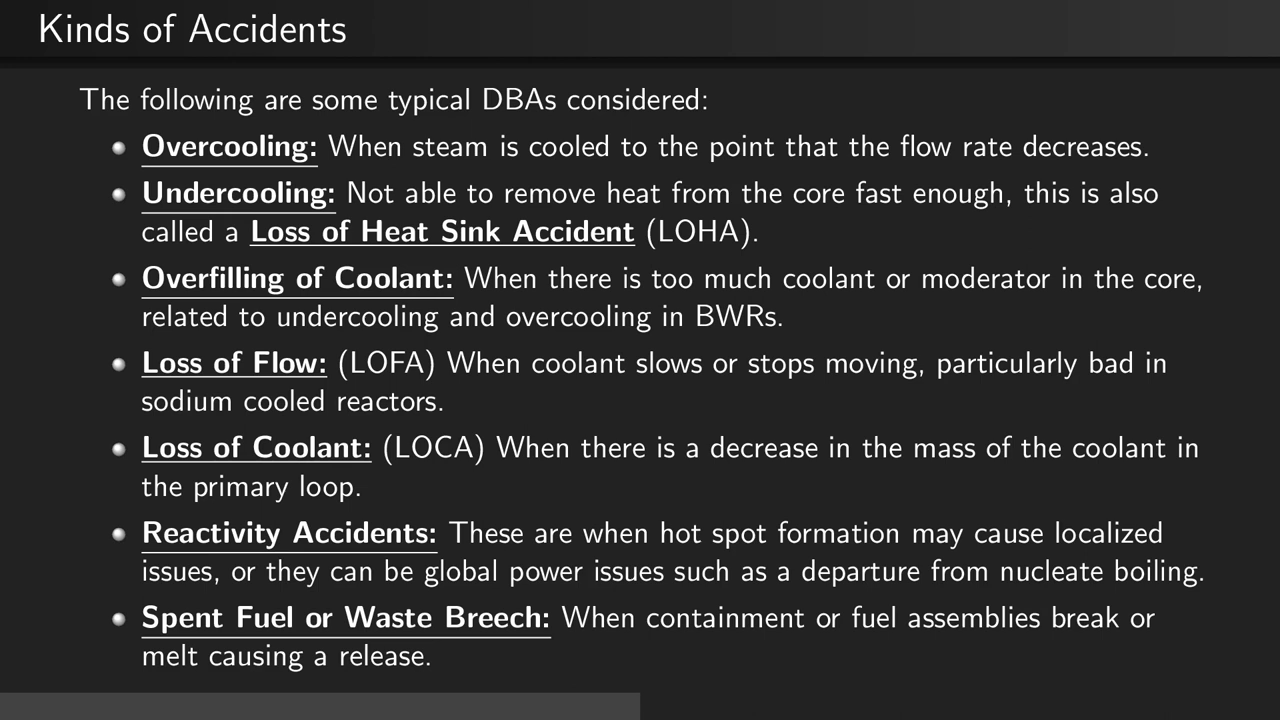 Kinds of Accidents
The following are some typical DBAs considered:
Overcooling: When steam is cooled to the point that the flow rate decreases.
Undercooling: Not able to remove heat from the core fast enough, this is also
called a Loss of Heat Sink Accident (LOHA).
Overfilling of Coolant: When there is too much coolant or moderator in the core,
related to undercooling and overcooling in BWRs.
Loss of Flow: (LOFA) When coolant slows or stops moving, particularly bad in
sodium cooled reactors.
Loss of Coolant: (LOCA) When there is a decrease in the mass of the coolant in
the primary loop.
Reactivity Accidents: These are when hot spot formation may cause localized
issues, or they can be global power issues such as a departure from nucleate boiling.
Spent Fuel or Waste Breech: When containment or fuel assemblies break or
melt causing a release.